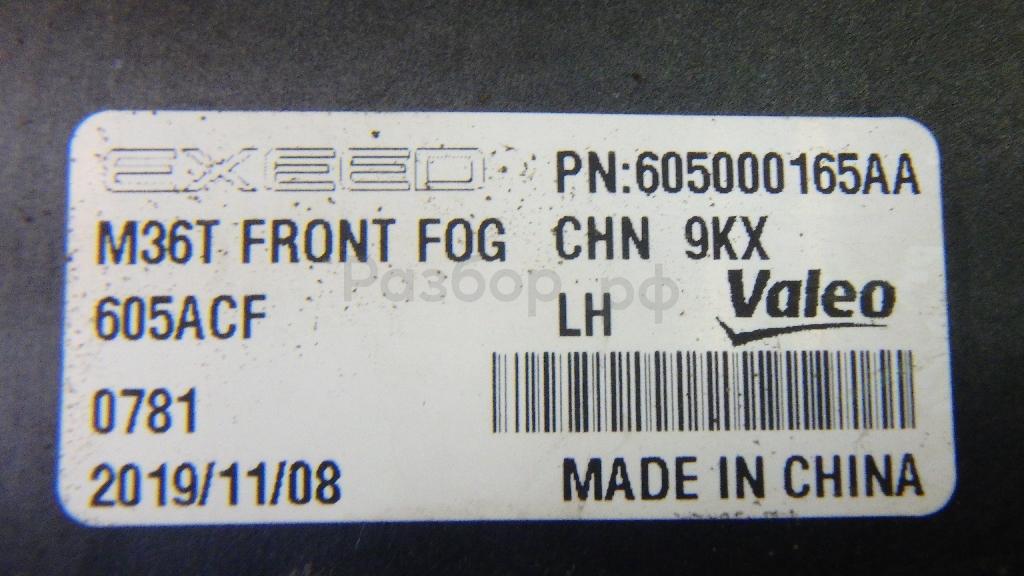 EXEED PN:605000165AA
M36T FRONT FOG CHN 9KX
Разбор.рф
605ACF LH Valeo
0781
2019/11/08 MADE IN CHINA